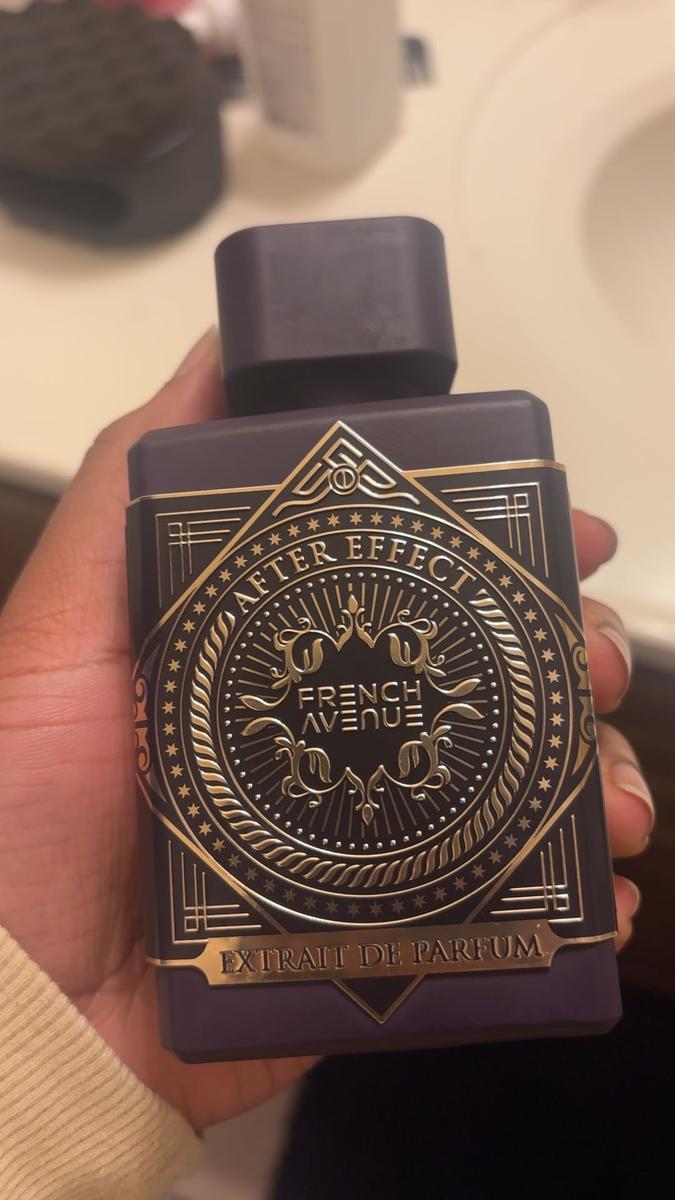 AFTER EFFECT
FRENCH
AVENUE
EXTRAIT DE PARFUM